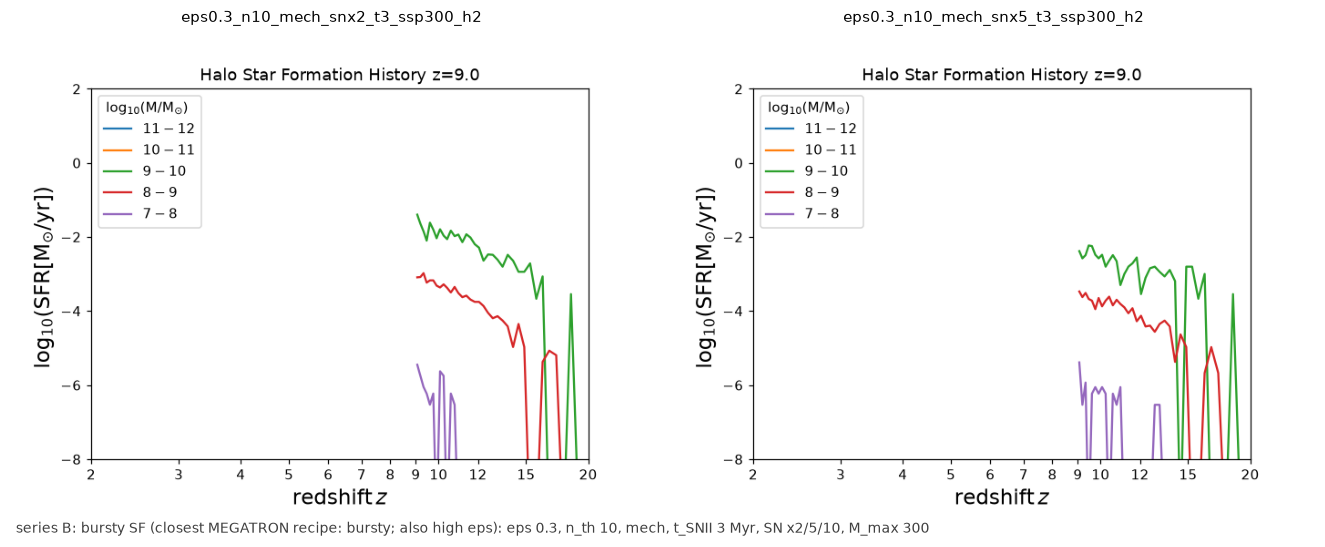 eps0.3_n10_mech_snx2_t3_ssp300_h2
Halo Star Formation History z=9.0
log₁₀(M/M⊙)
11 − 12
10 − 11
9 − 10
8 − 9
7 − 8
2
0
−2
−4
−6
−8
log₁₀(SFR[M⊙/yr])
2 3 4 5 6 7 8 9 10 12 15 20
redshift z
eps0.3_n10_mech_snx5_t3_ssp300_h2
Halo Star Formation History z=9.0
log₁₀(M/M⊙)
11 − 12
10 − 11
9 − 10
8 − 9
7 − 8
2
0
−2
−4
−6
−8
log₁₀(SFR[M⊙/yr])
2 3 4 5 6 7 8 9 10 12 15 20
redshift z
series B: bursty SF (closest MEGATRON recipe: bursty; also high eps): eps 0.3, n_th 10, mech, t_SNII 3 Myr, SN x2/5/10, M_max 300